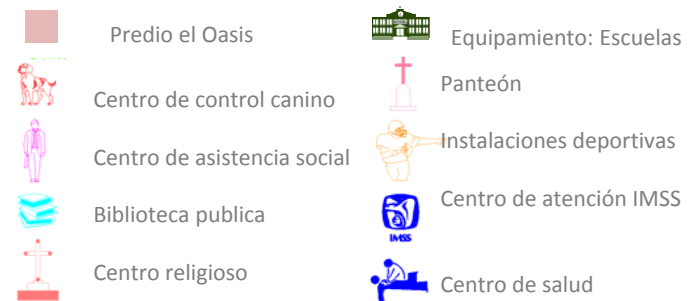 Predio el Oasis
Centro de control canino
Centro de asistencia social
Biblioteca publica
Centro religioso
Equipamiento: Escuelas
Panteón
Instalaciones deportivas
Centro de atención IMSS
IMSS
Centro de salud